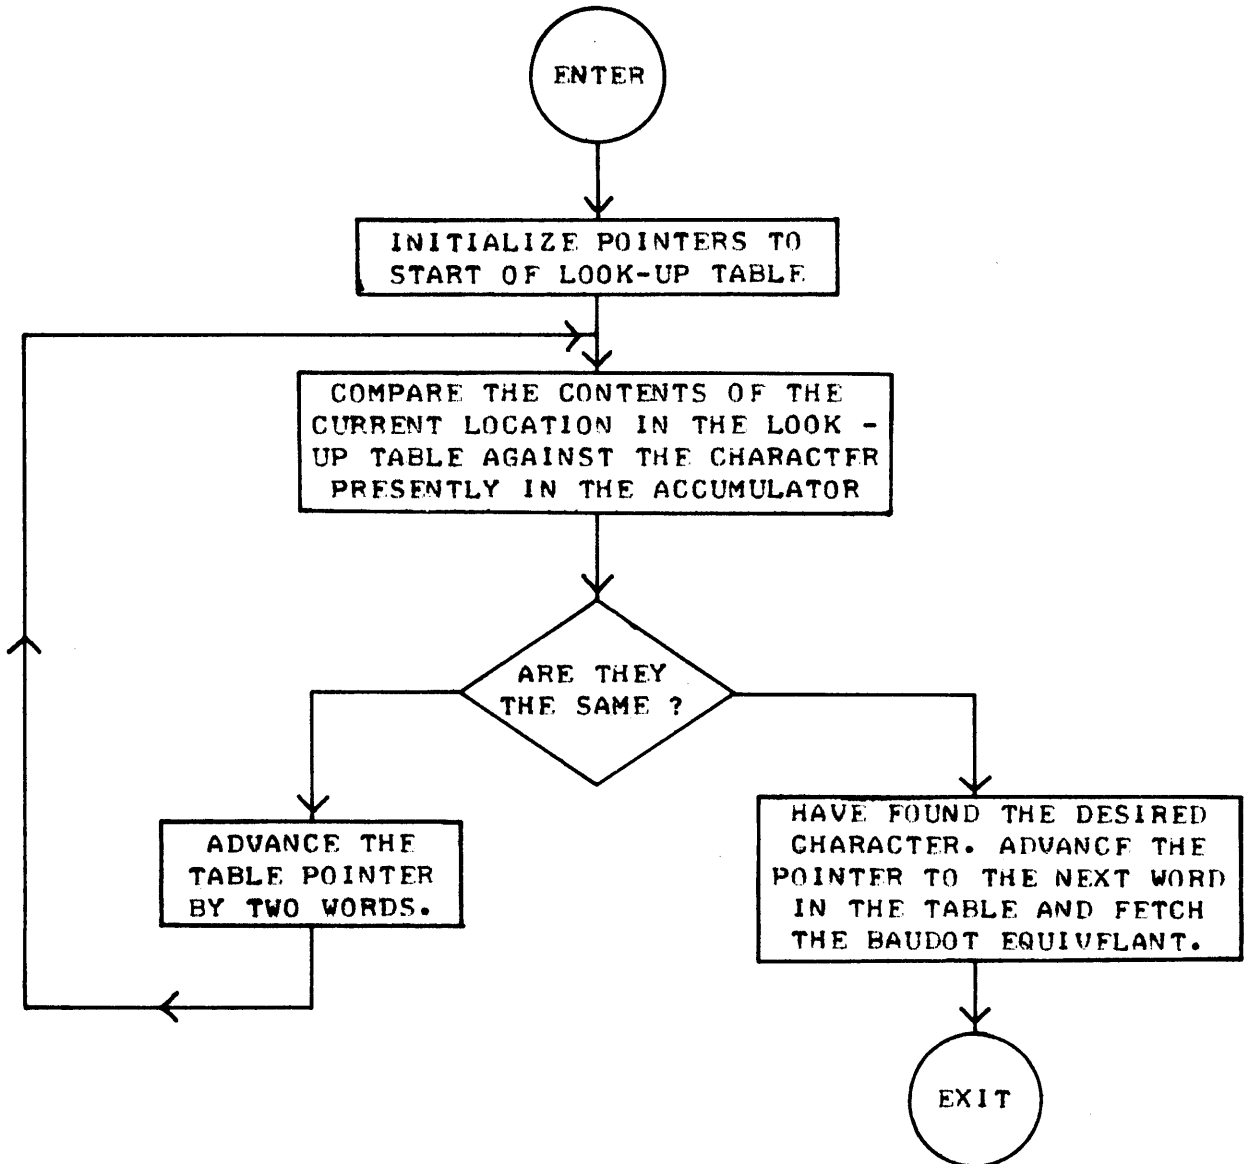 ENTER
INITIALIZE POINTERS TO
START OF LOOK-UP TABLE
COMPARE THE CONTENTS OF THE
CURRENT LOCATION IN THE LOOK -
UP TABLE AGAINST THE CHARACTER
PRESENTLY IN THE ACCUMULATOR
ARE THEY
THE SAME ?
ADVANCE THE
TABLE POINTER
BY TWO WORDS.
HAVE FOUND THE DESIRED
CHARACTER. ADVANCE THE
POINTER TO THE NEXT WORD
IN THE TABLE AND FETCH
THE BAUDOT EQUIVELANT.
EXIT